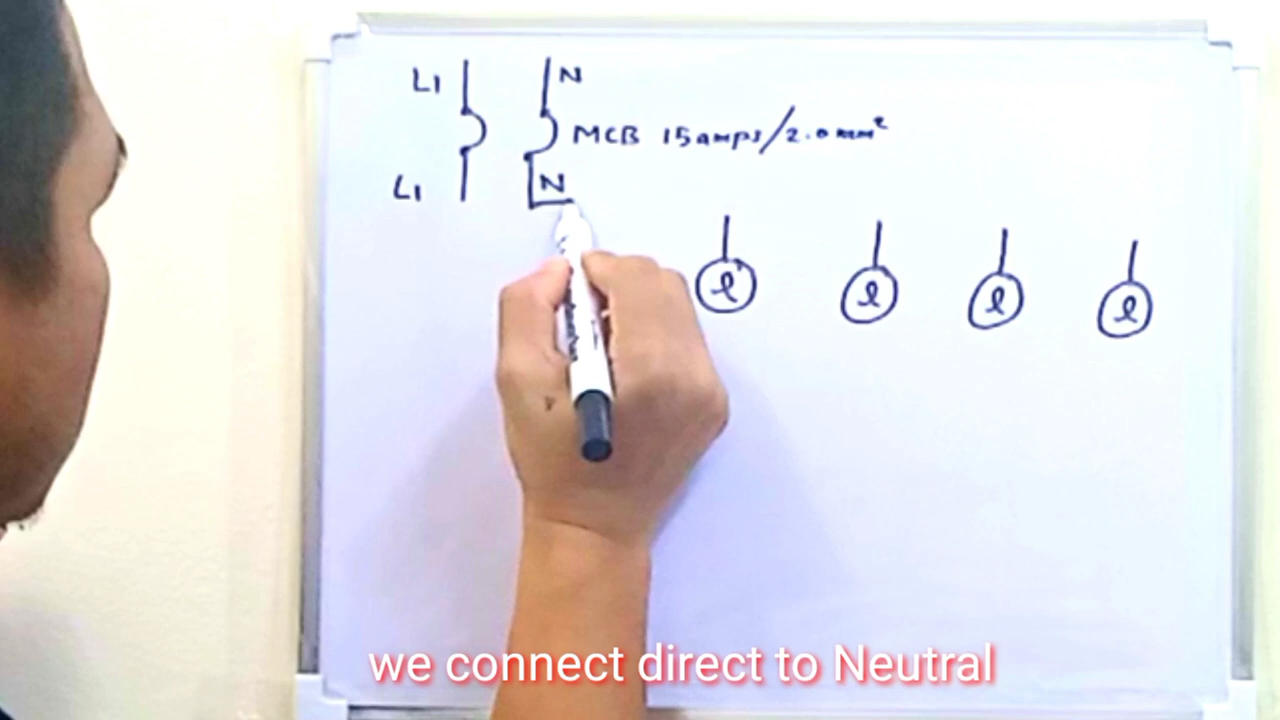 L1 N
MCB 15amps/2.0mm²
L1 N
l l l l
we connect direct to Neutral